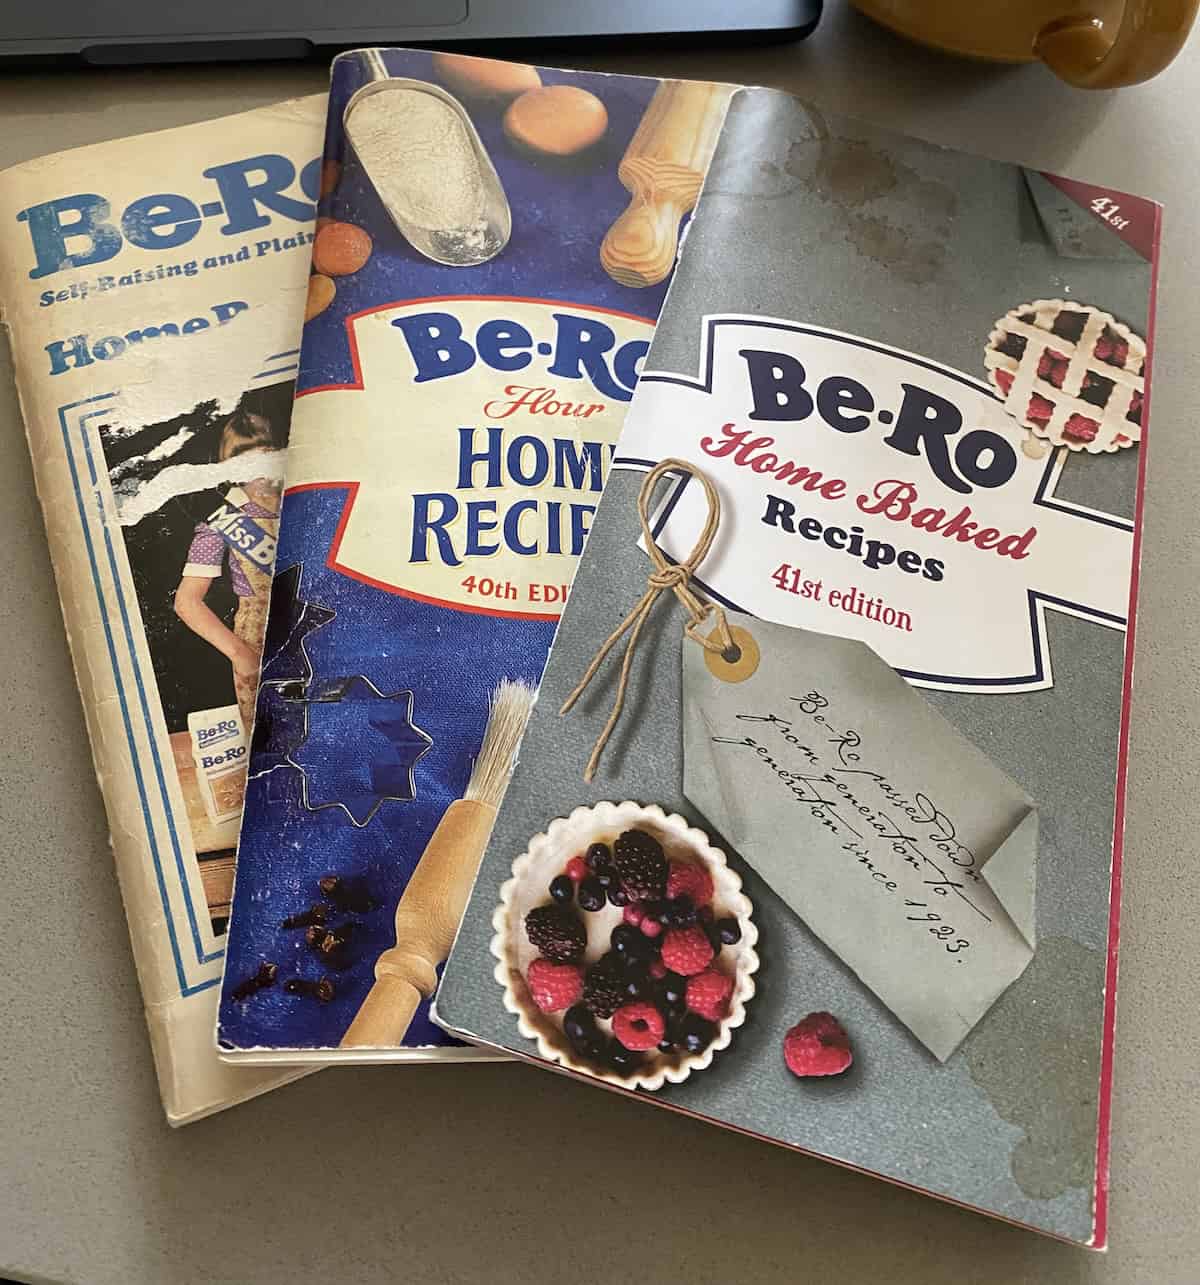 Be-Ro
Self-Raising and Plain
Home R
Miss B
Be-Ro
Be-Ro
Be-Ro
Flour
HOME
RECIP
40th EDI
41st
Be-Ro
Home Baked
Recipes
41st edition
Be-Ro passed down
from generation to
generation since 1923.